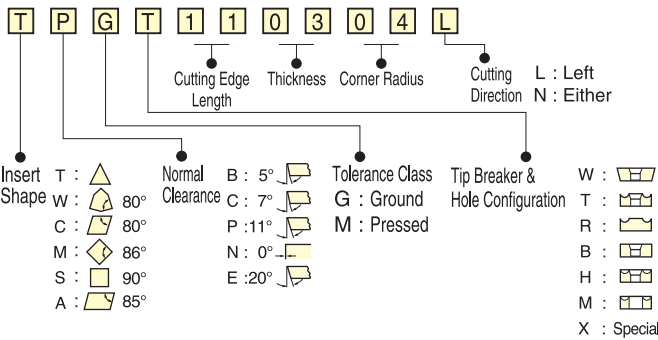 T P G T 1 1 0 3 0 4 L
Cutting Edge Length
Thickness
Corner Radius
Cutting Direction
L : Left
N : Either
Insert Shape
T :
W : 80°
C : 80°
M : 86°
S : 90°
A : 85°
Normal Clearance
B : 5°
C : 7°
P :11°
N : 0°
E :20°
Tolerance Class
G : Ground
M : Pressed
Tip Breaker &
Hole Configuration
W :
T :
R :
B :
H :
M :
X : Special